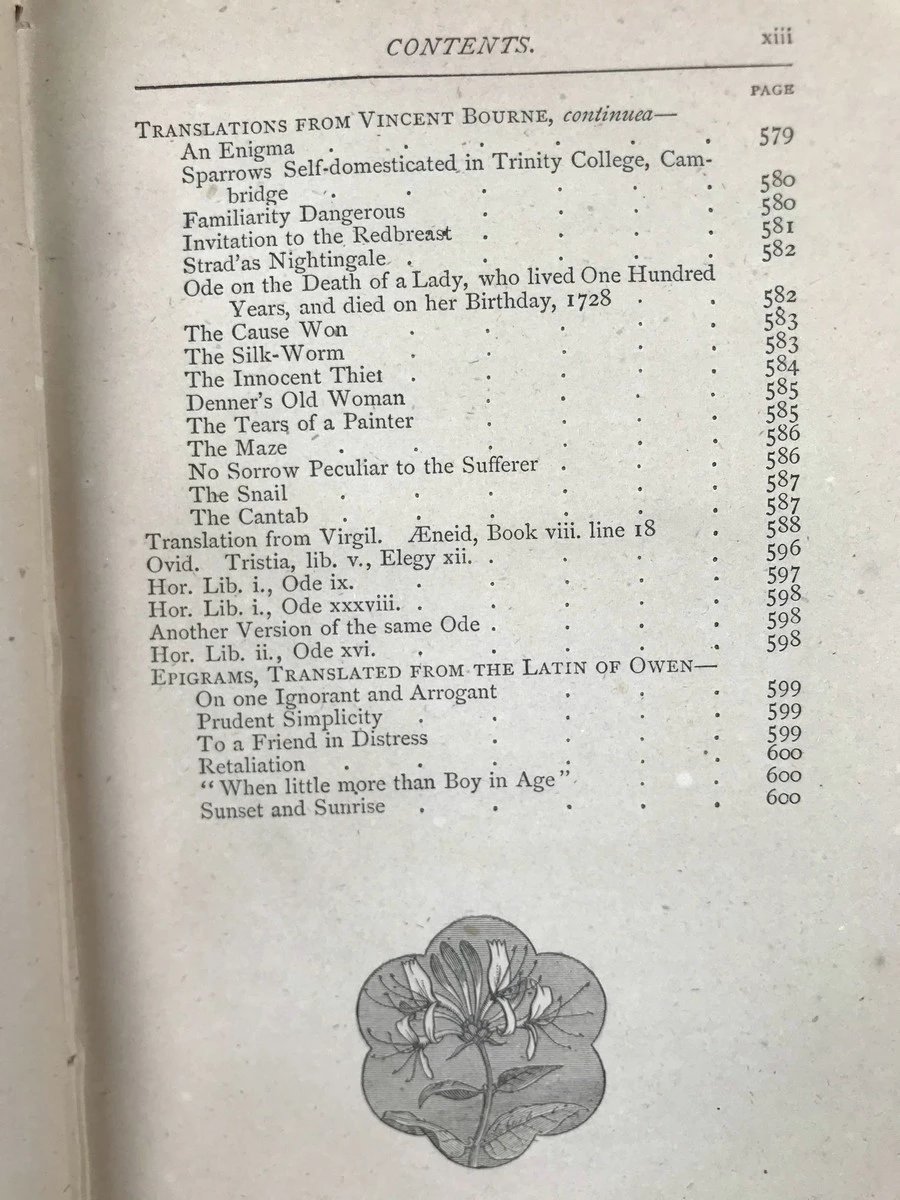 CONTENTS. xiii
PAGE
TRANSLATIONS FROM VINCENT BOURNE, continuea—
An Enigma . . . . . . 579
Sparrows Self-domesticated in Trinity College, Cam-
bridge . . . . . . 580
Familiarity Dangerous . . . . 580
Invitation to the Redbreast . . . . 581
Strad'as Nightingale . . . . . 582
Ode on the Death of a Lady, who lived One Hundred
Years, and died on her Birthday, 1728 . . 582
The Cause Won . . . . . 583
The Silk-Worm . . . . . 583
The Innocent Thiet . . . . . 584
Denner's Old Woman . . . . 585
The Tears of a Painter . . . . 585
The Maze . . . . . . 586
No Sorrow Peculiar to the Sufferer . . . 586
The Snail . . . . . . 587
The Cantab . . . . . . 587
Translation from Virgil. Æneid, Book viii. line 18 . 588
Ovid. Tristia, lib. v., Elegy xii. . . . . 596
Hor. Lib. i., Ode ix. . . . . . 597
Hor. Lib. i., Ode xxxviii. . . . . . 598
Another Version of the same Ode . . . . 598
Hor. Lib. ii., Ode xvi. . . . . . 598
EPIGRAMS, TRANSLATED FROM THE LATIN OF OWEN—
On one Ignorant and Arrogant . . . 599
Prudent Simplicity . . . . . 599
To a Friend in Distress . . . . 599
Retaliation . . . . . . 600
“When little more than Boy in Age” . . . 600
Sunset and Sunrise . . . . . 600